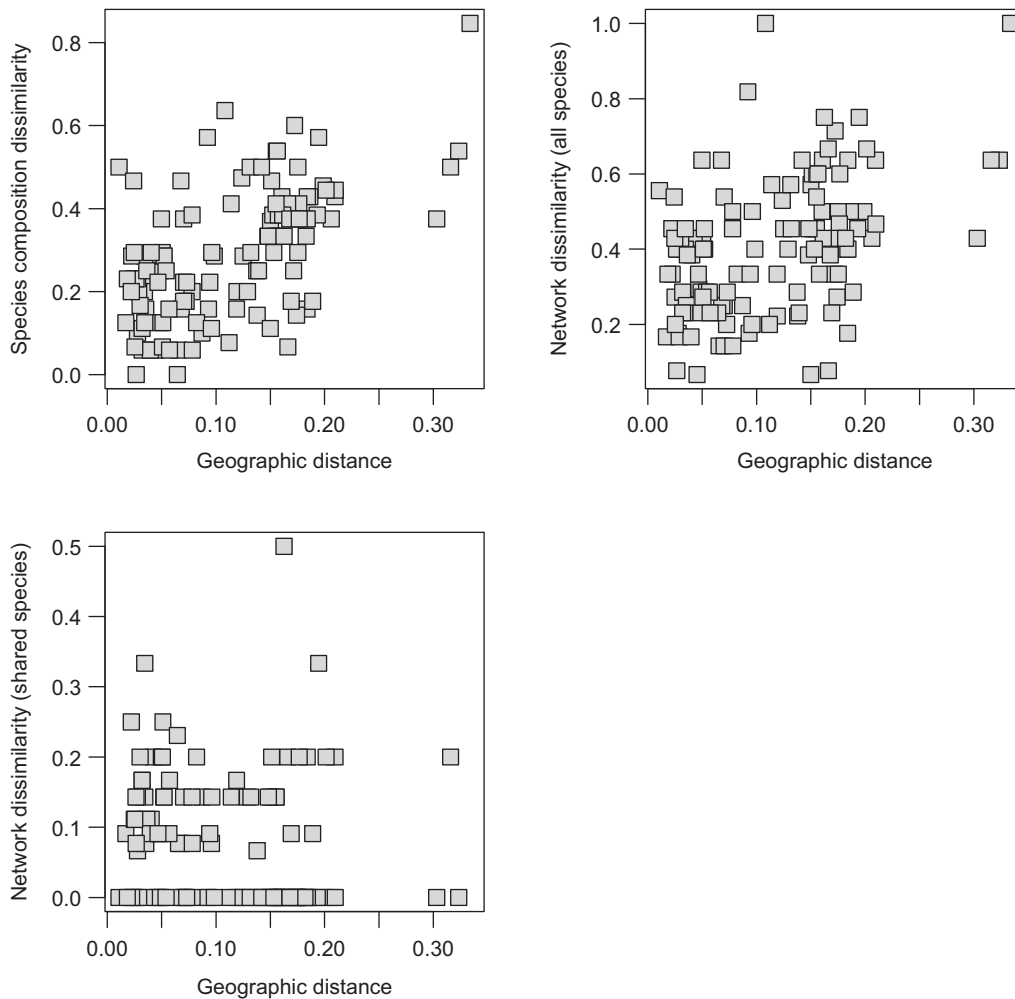 Species composition dissimilarity
0.8
0.6
0.4
0.2
0.0
0.00 0.10 0.20 0.30
Geographic distance
Network dissimilarity (all species)
1.0
0.8
0.6
0.4
0.2
0.00 0.10 0.20 0.30
Geographic distance
Network dissimilarity (shared species)
0.5
0.4
0.3
0.2
0.1
0.0
0.00 0.10 0.20 0.30
Geographic distance